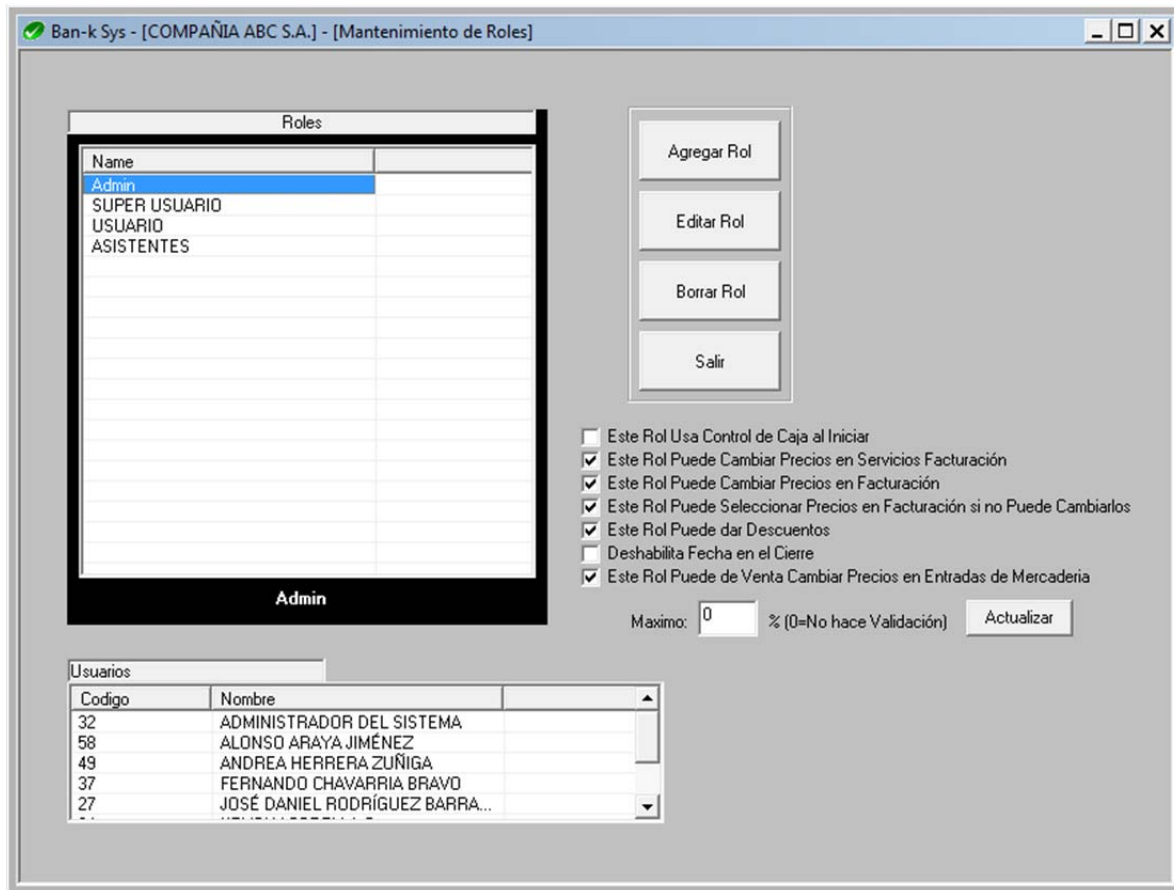 Ban-k Sys - [COMPAÑIA ABC S.A.] - [Mantenimiento de Roles]
Roles
Name
Admin
SUPER USUARIO
USUARIO
ASISTENTES
Admin
Agregar Rol
Editar Rol
Borrar Rol
Salir
Este Rol Usa Control de Caja al Iniciar
Este Rol Puede Cambiar Precios en Servicios Facturación
Este Rol Puede Cambiar Precios en Facturación
Este Rol Puede Seleccionar Precios en Facturación si no Puede Cambiarlos
Este Rol Puede dar Descuentos
Deshabilita Fecha en el Cierre
Este Rol Puede de Venta Cambiar Precios en Entradas de Mercaderia
Maximo: 0 % (0=No hace Validación) Actualizar
Usuarios
Codigo Nombre
32 ADMINISTRADOR DEL SISTEMA
58 ALONSO ARAYA JIMÉNEZ
49 ANDREA HERRERA ZUÑIGA
37 FERNANDO CHAVARRIA BRAVO
27 JOSÉ DANIEL RODRÍGUEZ BARRA...